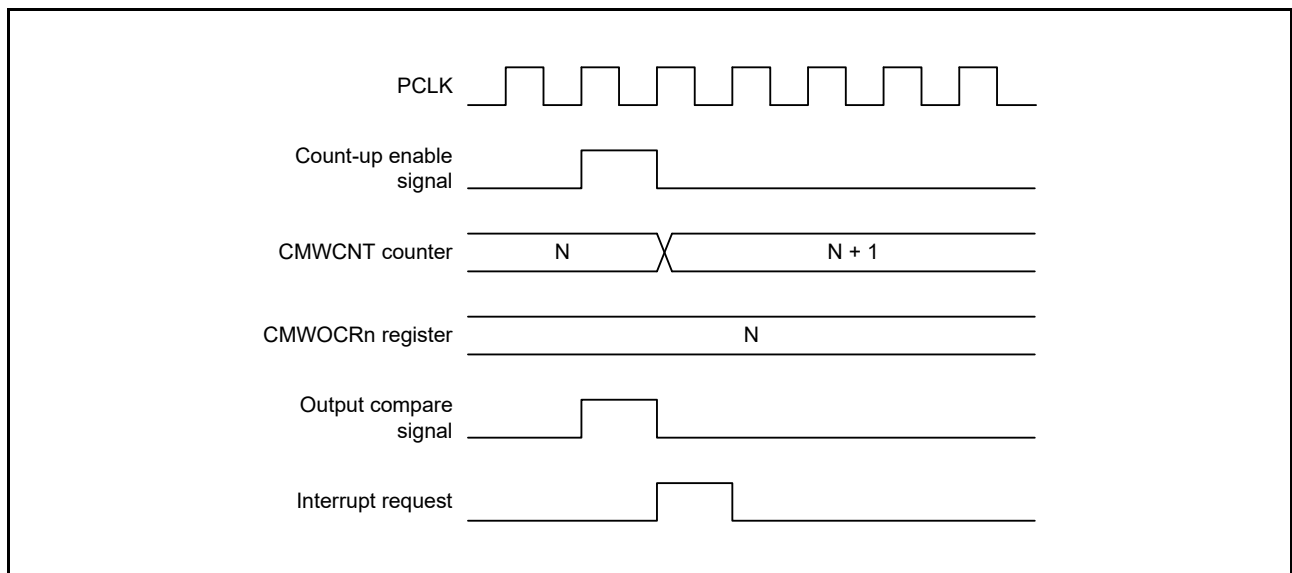 PCLK
Count-up enable
signal
CMWCNT counter
N
N + 1
CMWOCRn register
N
Output compare
signal
Interrupt request